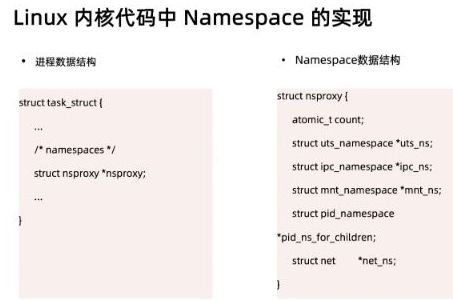 Linux 内核代码中 Namespace 的实现
• 进程数据结构
struct task_struct {
...
/* namespaces */
struct nsproxy *nsproxy;
...
}
• Namespace数据结构
struct nsproxy {
atomic_t count;
struct uts_namespace *uts_ns;
struct ipc_namespace *ipc_ns;
struct mnt_namespace *mnt_ns;
struct pid_namespace
*pid_ns_for_children;
struct net *net_ns;
}